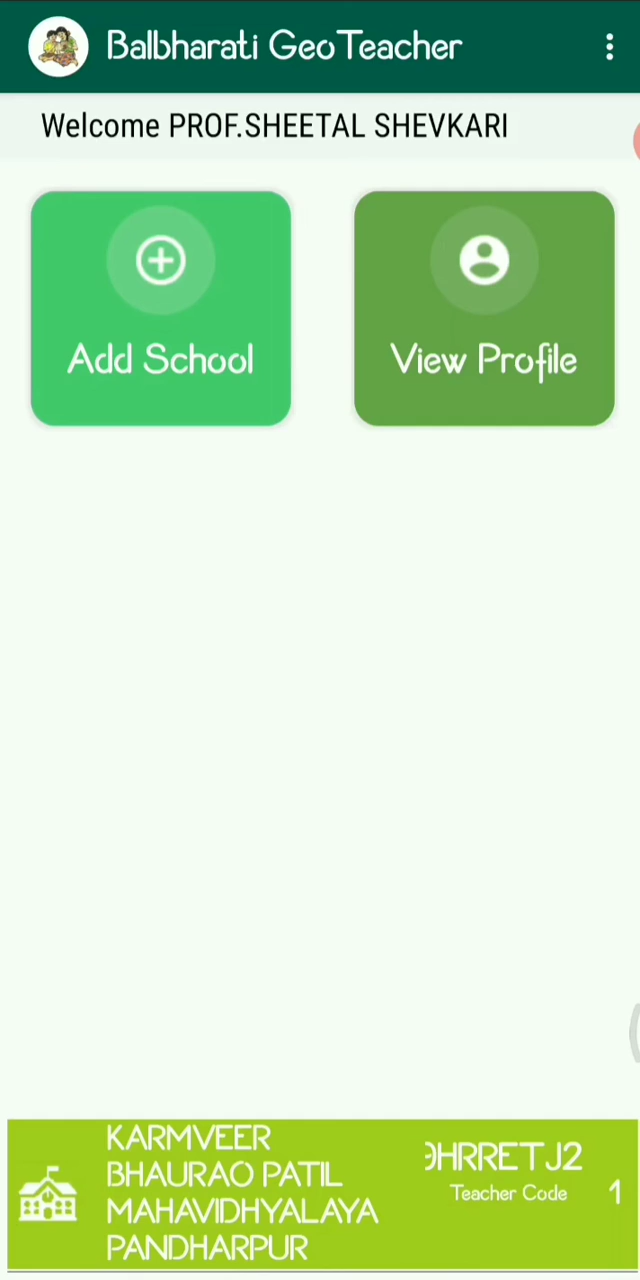 Balbharati GeoTeacher
Welcome PROF.SHEETAL SHEVKARI
Add School
View Profile
KARMVEER
BHAURAO PATIL
MAHAVIDHYALAYA
PANDHARPUR
HRRETJ2
Teacher Code
1